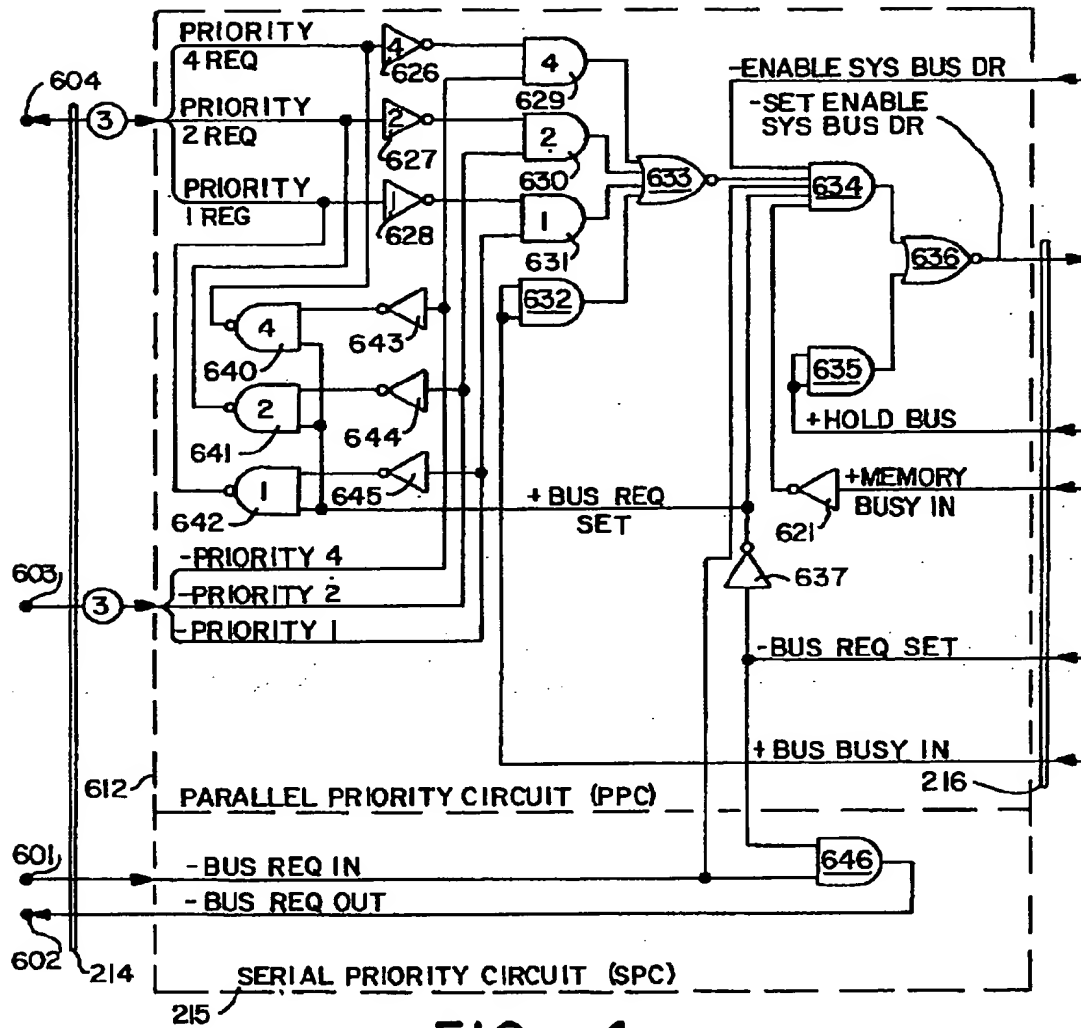 PRIORITY
4 REQ
4
626
4
629
-ENABLE SYS BUS DR
-SET ENABLE
SYS BUS DR
604
3
PRIORITY
2 REQ
2
627
2
630
633
634
PRIORITY
1 REG
1
628
1
631
636
632
4
640
643
635
2
641
644
+HOLD BUS
1
642
645
+BUS REQ
SET
+MEMORY
BUSY IN
621
-PRIORITY 4
637
603
3
-PRIORITY 2
-PRIORITY 1
-BUS REQ SET
+BUS BUSY IN
612
216
PARALLEL PRIORITY CIRCUIT (PPC)
601
-BUS REQ IN
646
-BUS REQ OUT
602
214
SERIAL PRIORITY CIRCUIT (SPC)
215